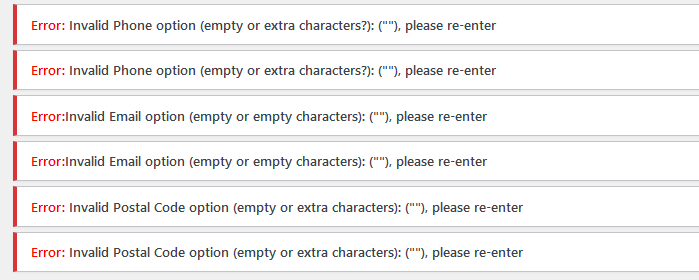 Error: Invalid Phone option (empty or extra characters?): (""), please re-enter
Error: Invalid Phone option (empty or extra characters?): (""), please re-enter
Error:Invalid Email option (empty or empty characters): (""), please re-enter
Error:Invalid Email option (empty or empty characters): (""), please re-enter
Error: Invalid Postal Code option (empty or extra characters): (""), please re-enter
Error: Invalid Postal Code option (empty or extra characters): (""), please re-enter